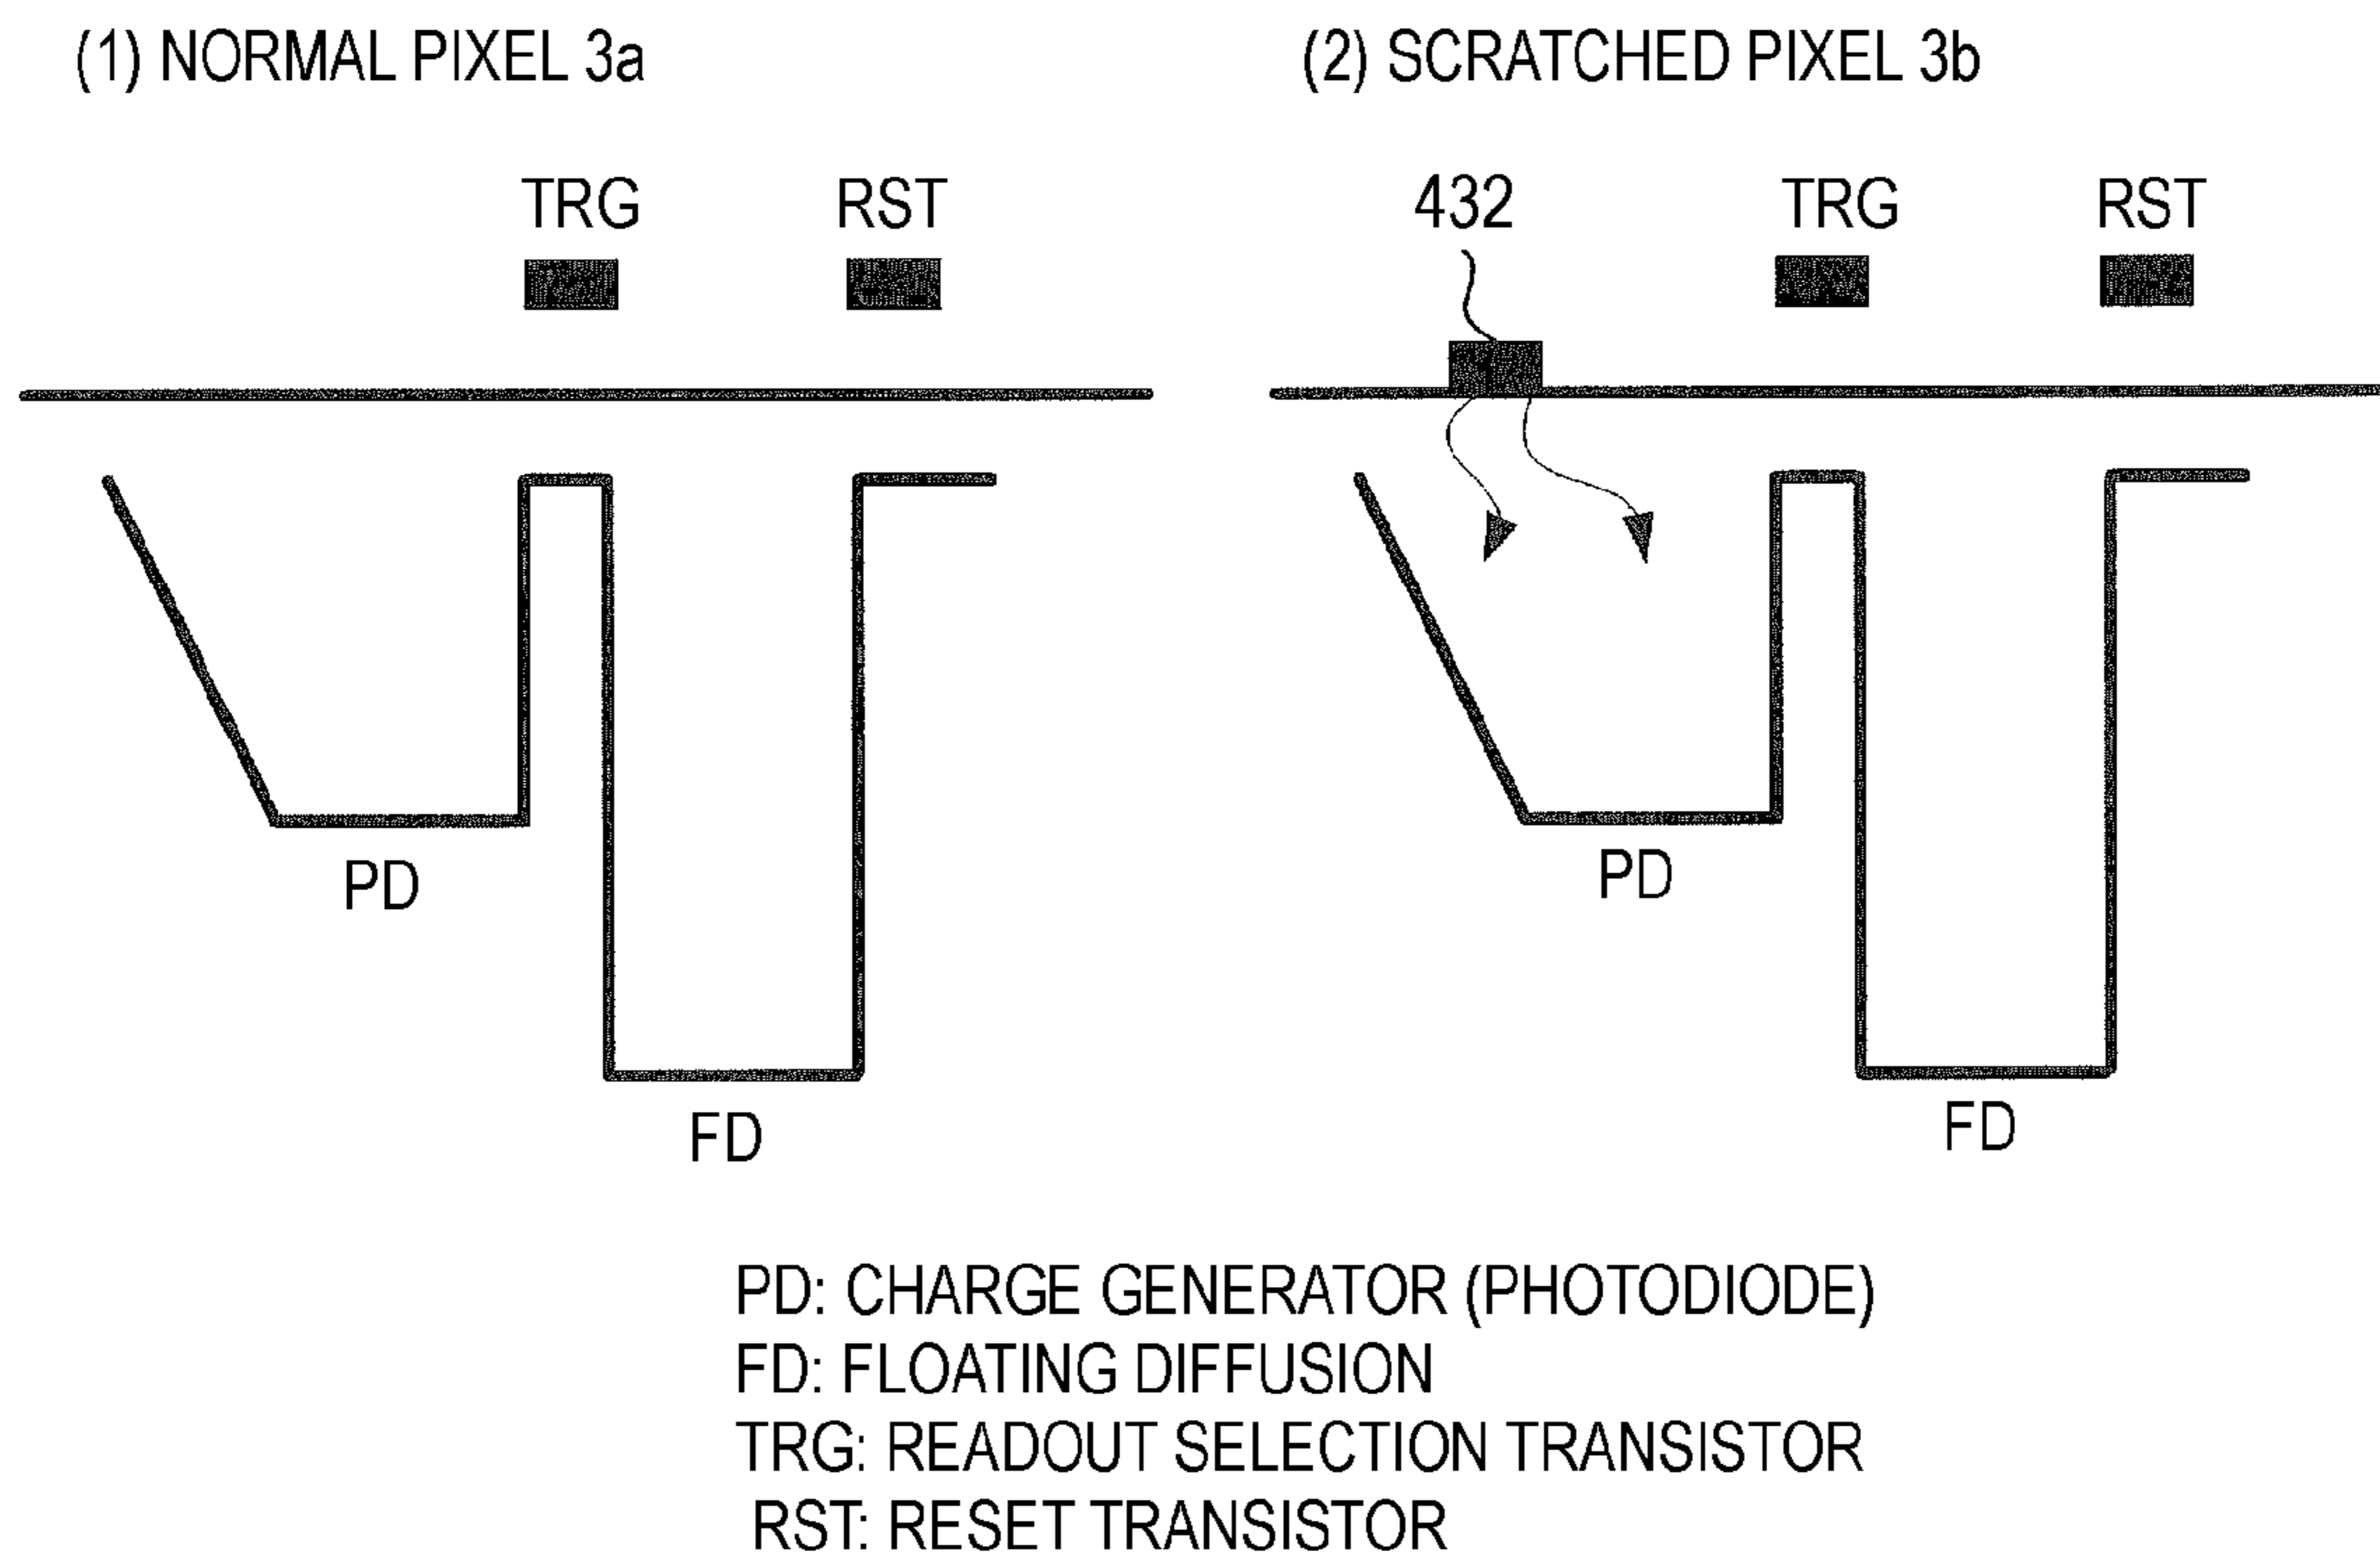 (1) NORMAL PIXEL 3a
TRG RST
PD
FD
(2) SCRATCHED PIXEL 3b
432 TRG RST
PD
FD
PD: CHARGE GENERATOR (PHOTODIODE)
FD: FLOATING DIFFUSION
TRG: READOUT SELECTION TRANSISTOR
RST: RESET TRANSISTOR